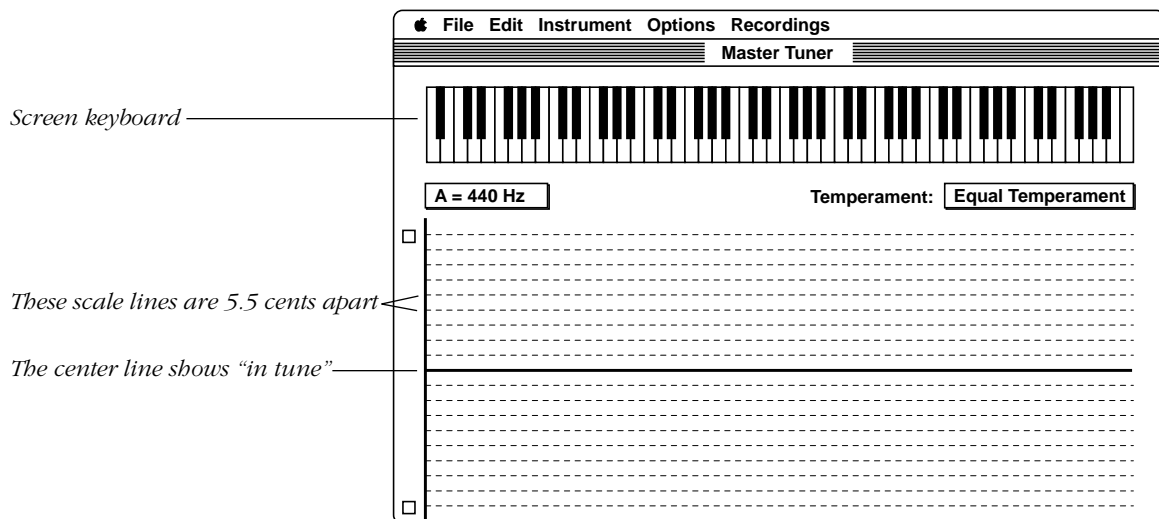 File Edit Instrument Options Recordings
Master Tuner
Screen keyboard
A = 440 Hz
Temperament: Equal Temperament
These scale lines are 5.5 cents apart
The center line shows “in tune”